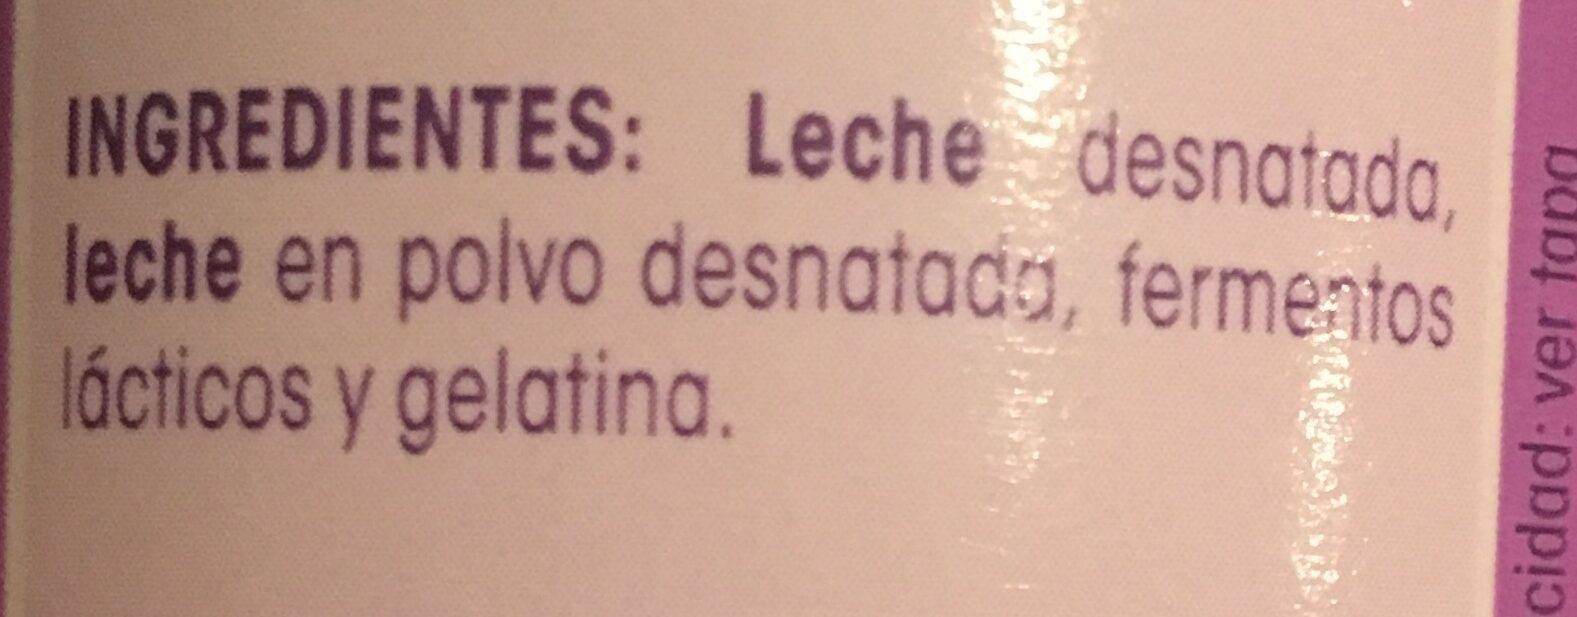 INGREDIENTES: Leche desnatada,
leche en polvo desnatada, fermentos
lácticos y gelatina.
cidad: ver tapa